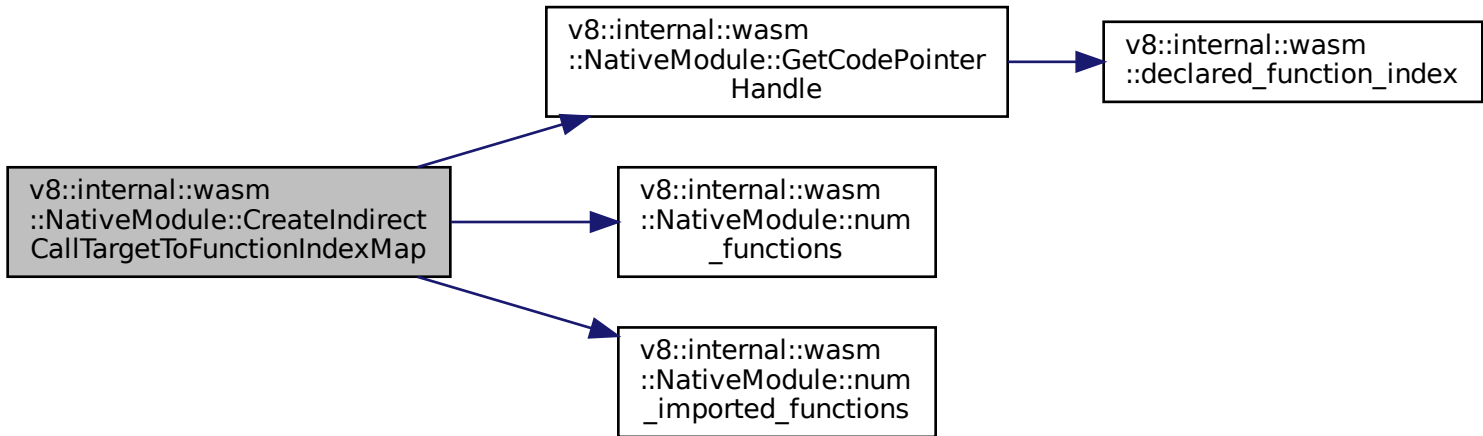 v8::internal::wasm
::NativeModule::CreateIndirect
CallTargetToFunctionIndexMap
v8::internal::wasm
::NativeModule::GetCodePointer
Handle
v8::internal::wasm
::declared_function_index
v8::internal::wasm
::NativeModule::num
_functions
v8::internal::wasm
::NativeModule::num
_imported_functions